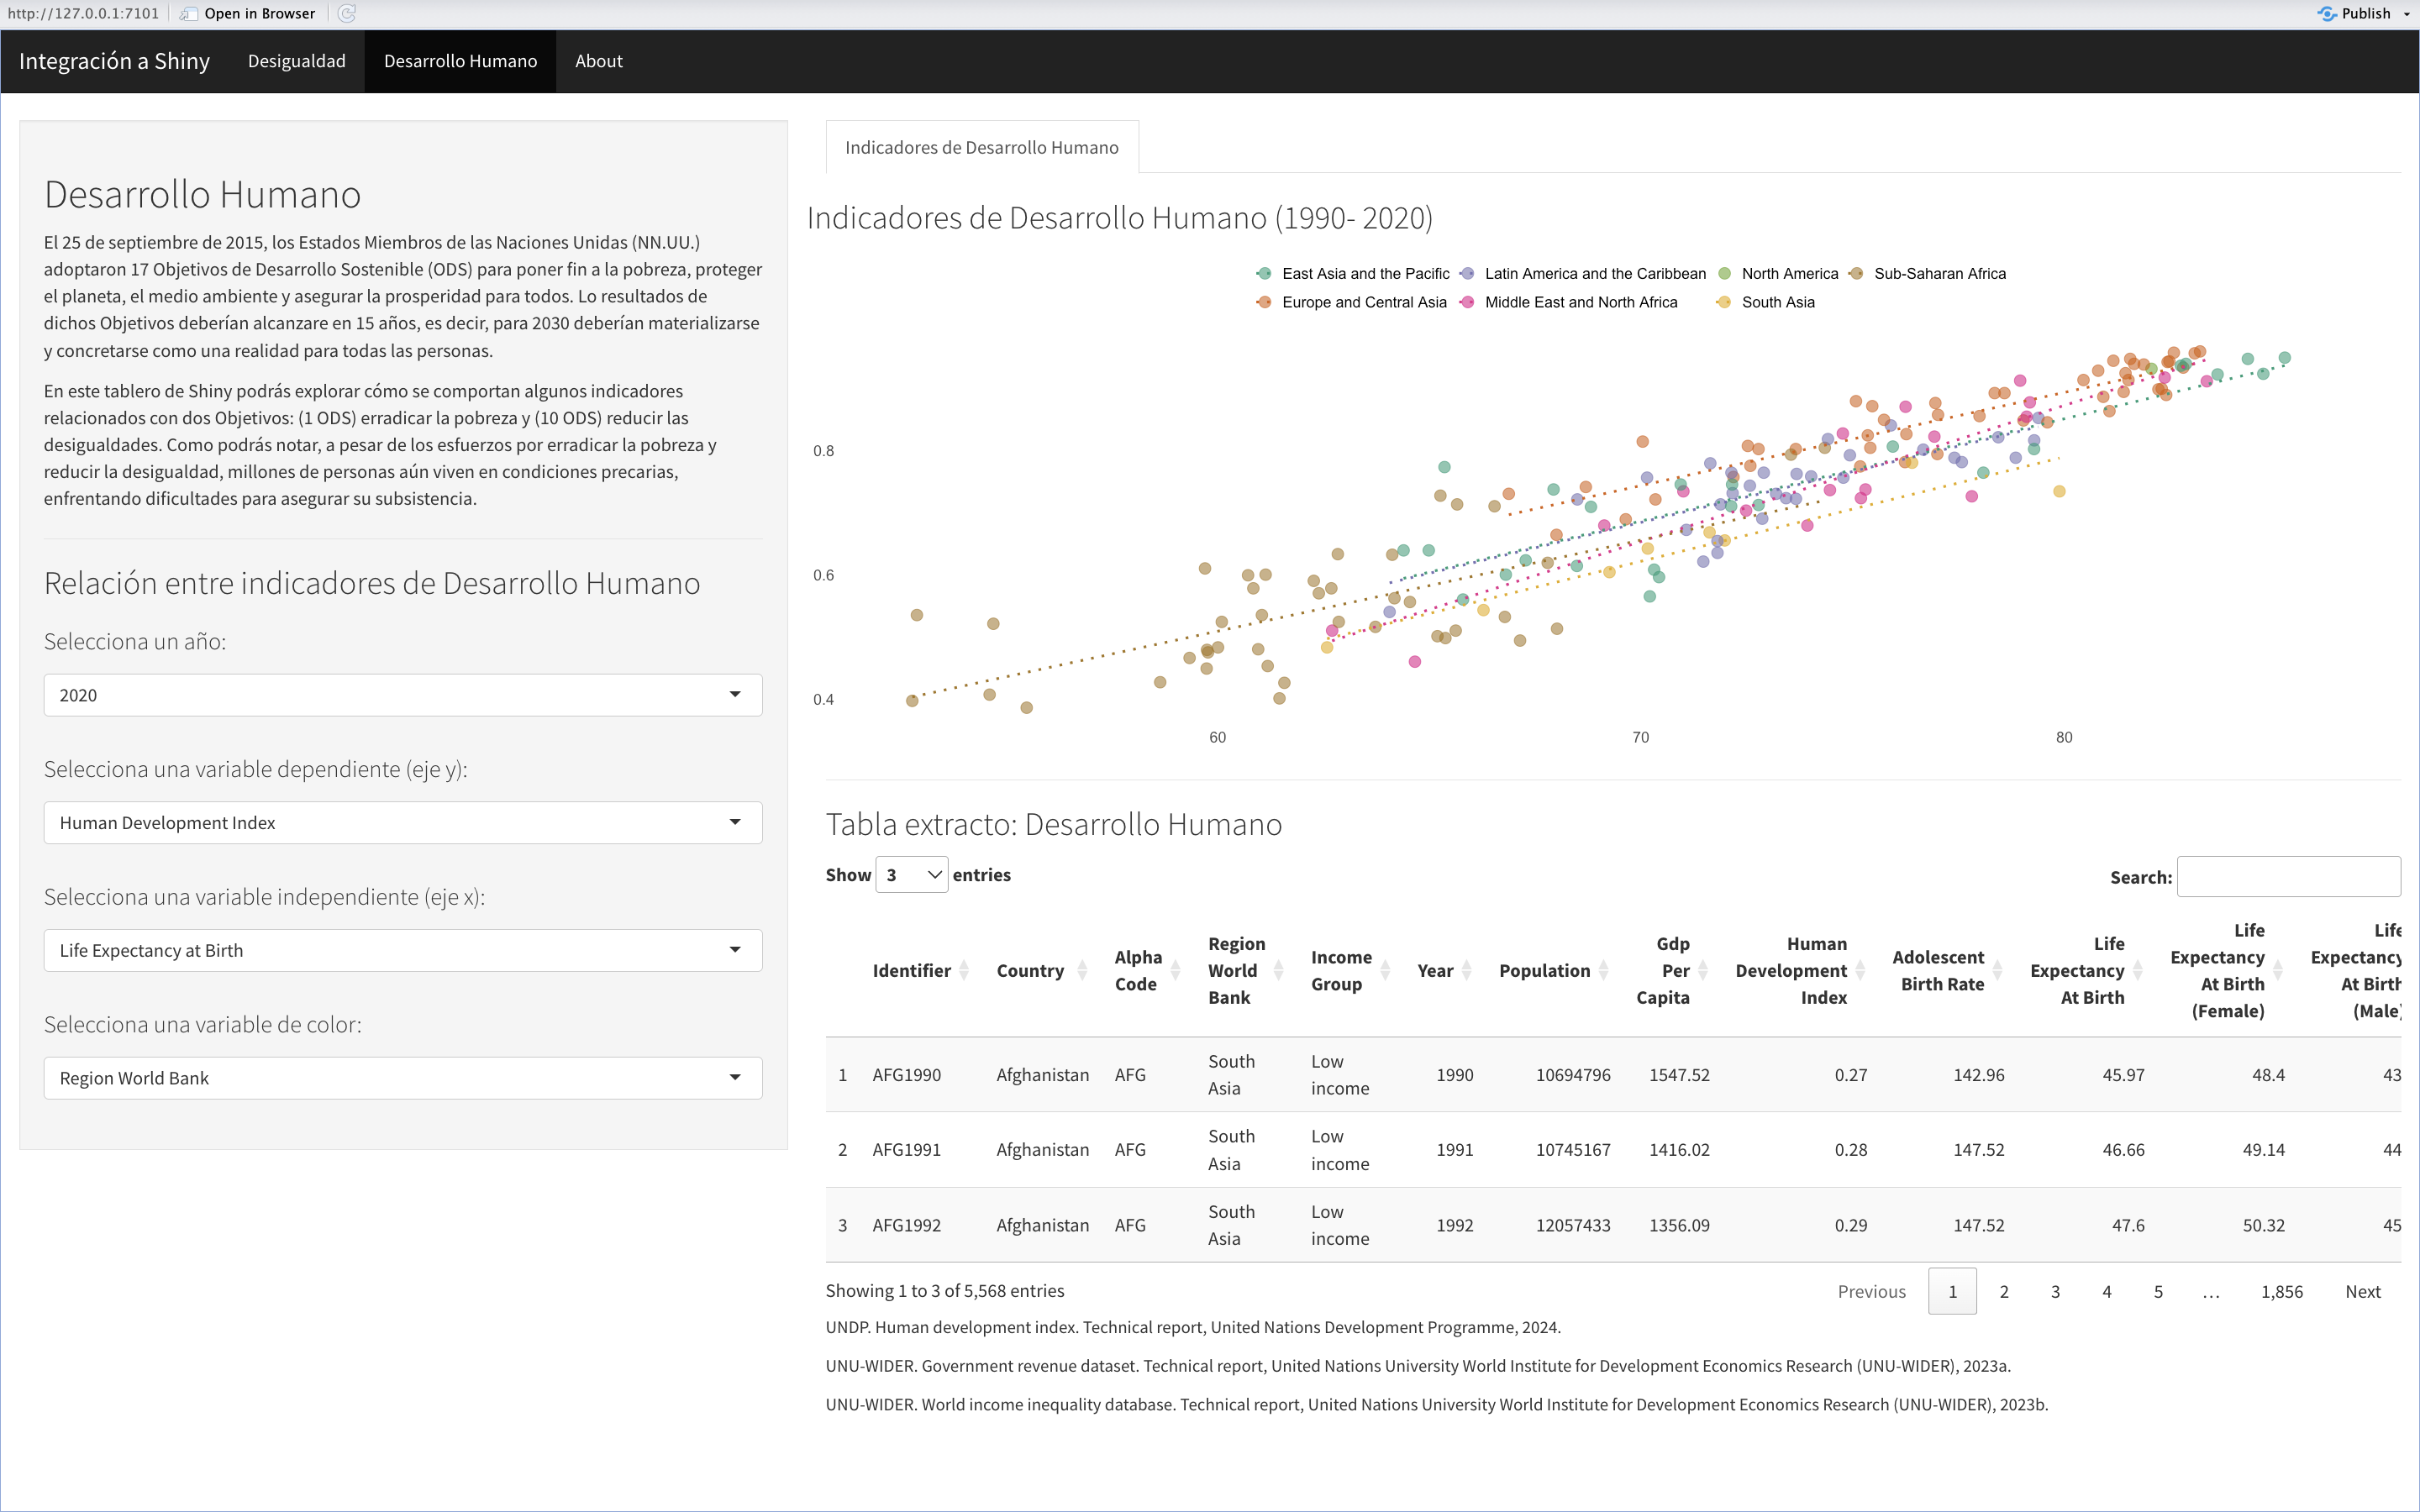 http://127.0.0.1:7101 Open in Browser Publish
Integración a Shiny Desigualdad Desarrollo Humano About
Desarrollo Humano
El 25 de septiembre de 2015, los Estados Miembros de las Naciones Unidas (NN.UU.)
adoptaron 17 Objetivos de Desarrollo Sostenible (ODS) para poner fin a la pobreza, proteger
el planeta, el medio ambiente y asegurar la prosperidad para todos. Lo resultados de
dichos Objetivos deberían alcanzare en 15 años, es decir, para 2030 deberían materializarse
y concretarse como una realidad para todas las personas.
En este tablero de Shiny podrás explorar cómo se comportan algunos indicadores
relacionados con dos Objetivos: (1 ODS) erradicar la pobreza y (10 ODS) reducir las
desigualdades. Como podrás notar, a pesar de los esfuerzos por erradicar la pobreza y
reducir la desigualdad, millones de personas aún viven en condiciones precarias,
enfrentando dificultades para asegurar su subsistencia.
Relación entre indicadores de Desarrollo Humano
Selecciona un año:
2020
Selecciona una variable dependiente (eje y):
Human Development Index
Selecciona una variable independiente (eje x):
Life Expectancy at Birth
Selecciona una variable de color:
Region World Bank
Indicadores de Desarrollo Humano
Indicadores de Desarrollo Humano (1990- 2020)
East Asia and the Pacific Latin America and the Caribbean North America Sub-Saharan Africa
Europe and Central Asia Middle East and North Africa South Asia
0.8
0.6
0.4
60 70 80
Tabla extracto: Desarrollo Humano
Show 3 entries Search:
Identifier Country Alpha Code Region World Bank Income Group Year Population Gdp Per Capita Human Development Index Adolescent Birth Rate Life Expectancy At Birth Life Expectancy At Birth (Female) Life Expectancy At Birth (Male)
1 AFG1990 Afghanistan AFG South Asia Low income 1990 10694796 1547.52 0.27 142.96 45.97 48.4 43
2 AFG1991 Afghanistan AFG South Asia Low income 1991 10745167 1416.02 0.28 147.52 46.66 49.14 44
3 AFG1992 Afghanistan AFG South Asia Low income 1992 12057433 1356.09 0.29 147.52 47.6 50.32 45
Showing 1 to 3 of 5,568 entries Previous 1 2 3 4 5 … 1,856 Next
UNDP. Human development index. Technical report, United Nations Development Programme, 2024.
UNU-WIDER. Government revenue dataset. Technical report, United Nations University World Institute for Development Economics Research (UNU-WIDER), 2023a.
UNU-WIDER. World income inequality database. Technical report, United Nations University World Institute for Development Economics Research (UNU-WIDER), 2023b.